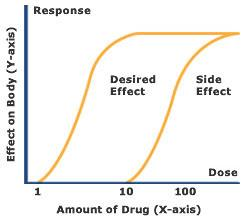 Response
Effect on Body (Y-axis)
Desired
Effect
Side
Effect
Dose
1
10
100
Amount of Drug (X-axis)